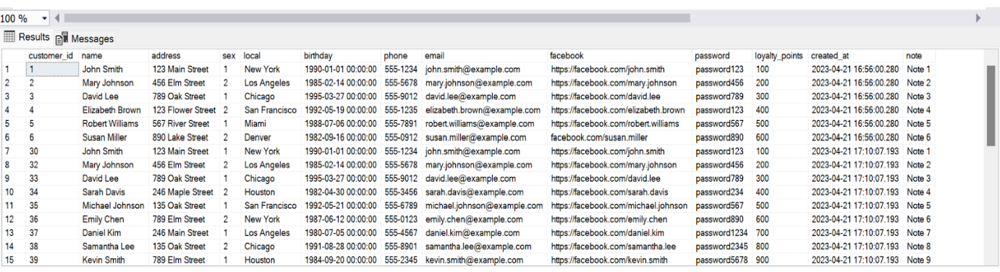 100 %
Results Messages
customer_id name address sex local birthday phone email facebook password loyalty_points created_at note
1 1 John Smith 123 Main Street 1 New York 1990-01-01 00:00:00 555-1234 john.smith@example.com https://facebook.com/john.smith password123 100 2023-04-21 16:56:00.280 Note 1
2 2 Mary Johnson 456 Elm Street 2 Los Angeles 1985-02-14 00:00:00 555-5678 mary.johnson@example.com https://facebook.com/mary.johnson password456 200 2023-04-21 16:56:00.280 Note 2
3 3 David Lee 789 Oak Street 1 Chicago 1995-03-27 00:00:00 555-9012 david.lee@example.com https://facebook.com/david.lee password789 300 2023-04-21 16:56:00.280 Note 3
4 4 Elizabeth Brown 123 Flower Street 2 San Francisco 1992-05-19 00:00:00 555-1235 elizabeth.brown@example.com https://facebook.com/elizabeth.brown password123 400 2023-04-21 16:56:00.280 Note 4
5 5 Robert Williams 567 River Street 1 Miami 1988-07-06 00:00:00 555-7891 robert.williams@example.com https://facebook.com/robert.williams password567 500 2023-04-21 16:56:00.280 Note 5
6 6 Susan Miller 890 Lake Street 2 Denver 1982-09-16 00:00:00 555-0912 susan.miller@example.com facebook.com/susan.miller password890 600 2023-04-21 16:56:00.280 Note 6
7 30 John Smith 123 Main Street 1 New York 1990-01-01 00:00:00 555-1234 john.smith@example.com https://facebook.com/john.smith password123 100 2023-04-21 17:10:07.193 Note 1
8 32 Mary Johnson 456 Elm Street 2 Los Angeles 1985-02-14 00:00:00 555-5678 mary.johnson@example.com https://facebook.com/mary.johnson password456 200 2023-04-21 17:10:07.193 Note 2
9 33 David Lee 789 Oak Street 1 Chicago 1995-03-27 00:00:00 555-9012 david.lee@example.com https://facebook.com/david.lee password789 300 2023-04-21 17:10:07.193 Note 3
10 34 Sarah Davis 246 Maple Street 2 Houston 1982-04-30 00:00:00 555-3456 sarah.davis@example.com https://facebook.com/sarah.davis password234 400 2023-04-21 17:10:07.193 Note 4
11 35 Michael Johnson 135 Oak Street 1 San Francisco 1992-05-21 00:00:00 555-6789 michael.johnson@example.com https://facebook.com/michael.johnson password567 500 2023-04-21 17:10:07.193 Note 5
12 36 Emily Chen 789 Elm Street 2 New York 1987-06-12 00:00:00 555-0123 emily.chen@example.com https://facebook.com/emily.chen password890 600 2023-04-21 17:10:07.193 Note 6
13 37 Daniel Kim 246 Main Street 1 Los Angeles 1980-07-05 00:00:00 555-4567 daniel.kim@example.com https://facebook.com/daniel.kim password1234 700 2023-04-21 17:10:07.193 Note 7
14 38 Samantha Lee 135 Oak Street 2 Chicago 1991-08-28 00:00:00 555-8901 samantha.lee@example.com https://facebook.com/samantha.lee password2345 800 2023-04-21 17:10:07.193 Note 8
15 39 Kevin Smith 789 Elm Street 1 Houston 1984-09-20 00:00:00 555-2345 kevin.smith@example.com https://facebook.com/kevin.smith password5678 900 2023-04-21 17:10:07.193 Note 9